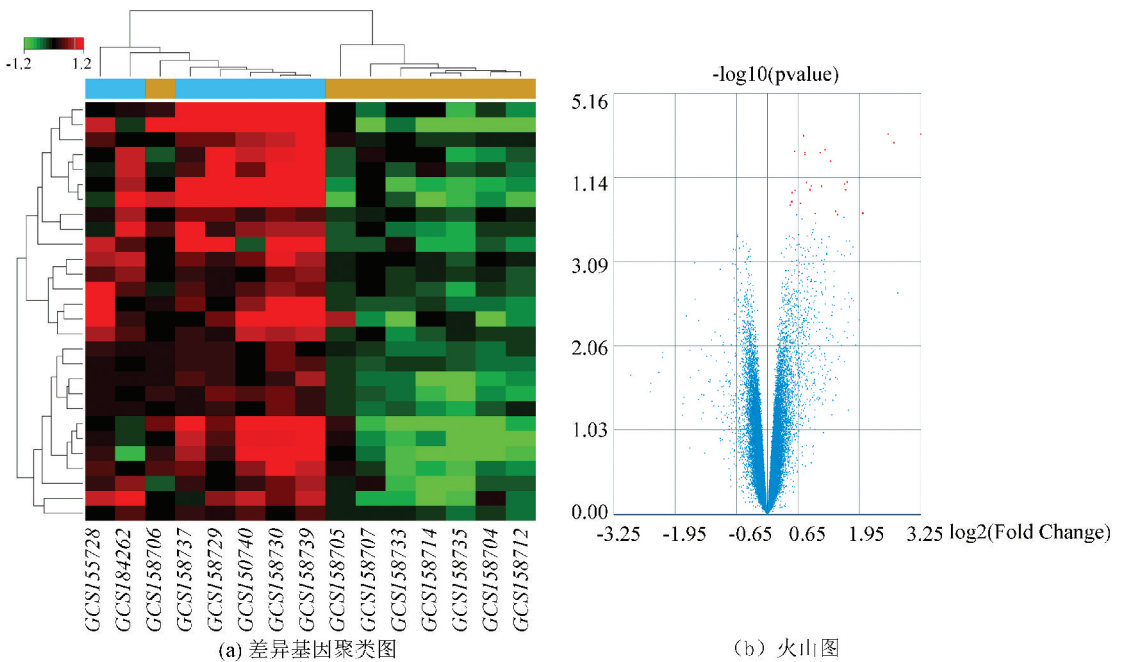 -1.2 1.2
GCS155728
GCS184262
GCS158706
GCS158737
GCS158729
GCS150740
GCS158730
GCS158739
GCS158705
GCS158707
GCS158733
GCS158714
GCS158735
GCS158704
GCS158712
(a) 差异基因聚类图
-log10(pvalue)
5.16
1.14
3.09
2.06
1.03
0.00
-3.25 -1.95 -0.65 0.65 1.95 3.25 log2(Fold Change)
（b）火山图